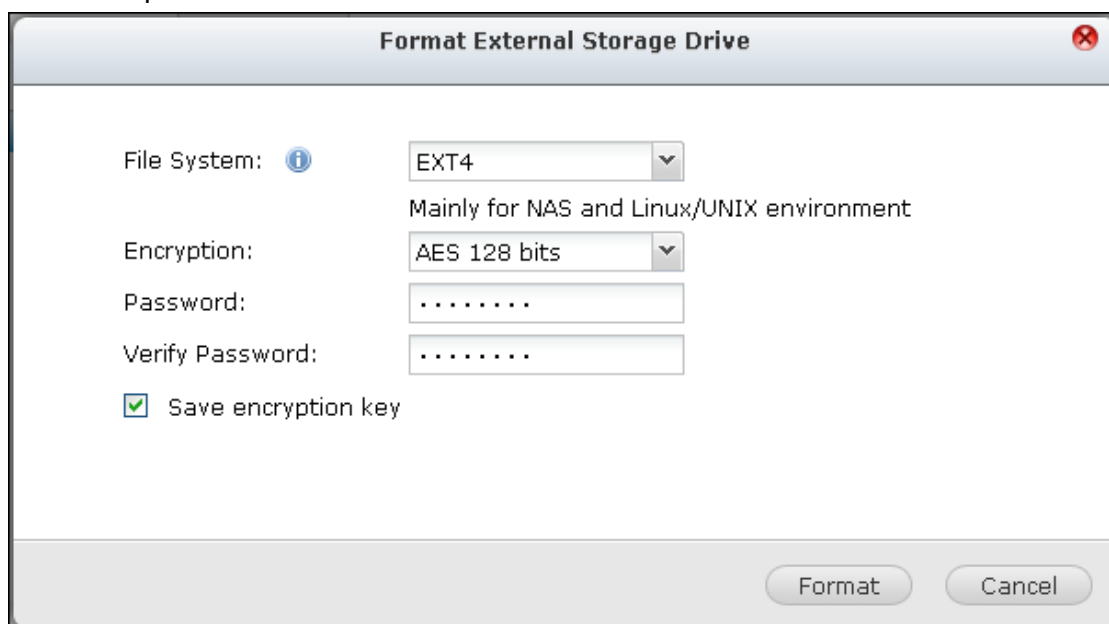 Format External Storage Drive
File System:
EXT4
Mainly for NAS and Linux/UNIX environment
Encryption:
AES 128 bits
Password:
........
Verify Password:
........
Save encryption key
Format
Cancel